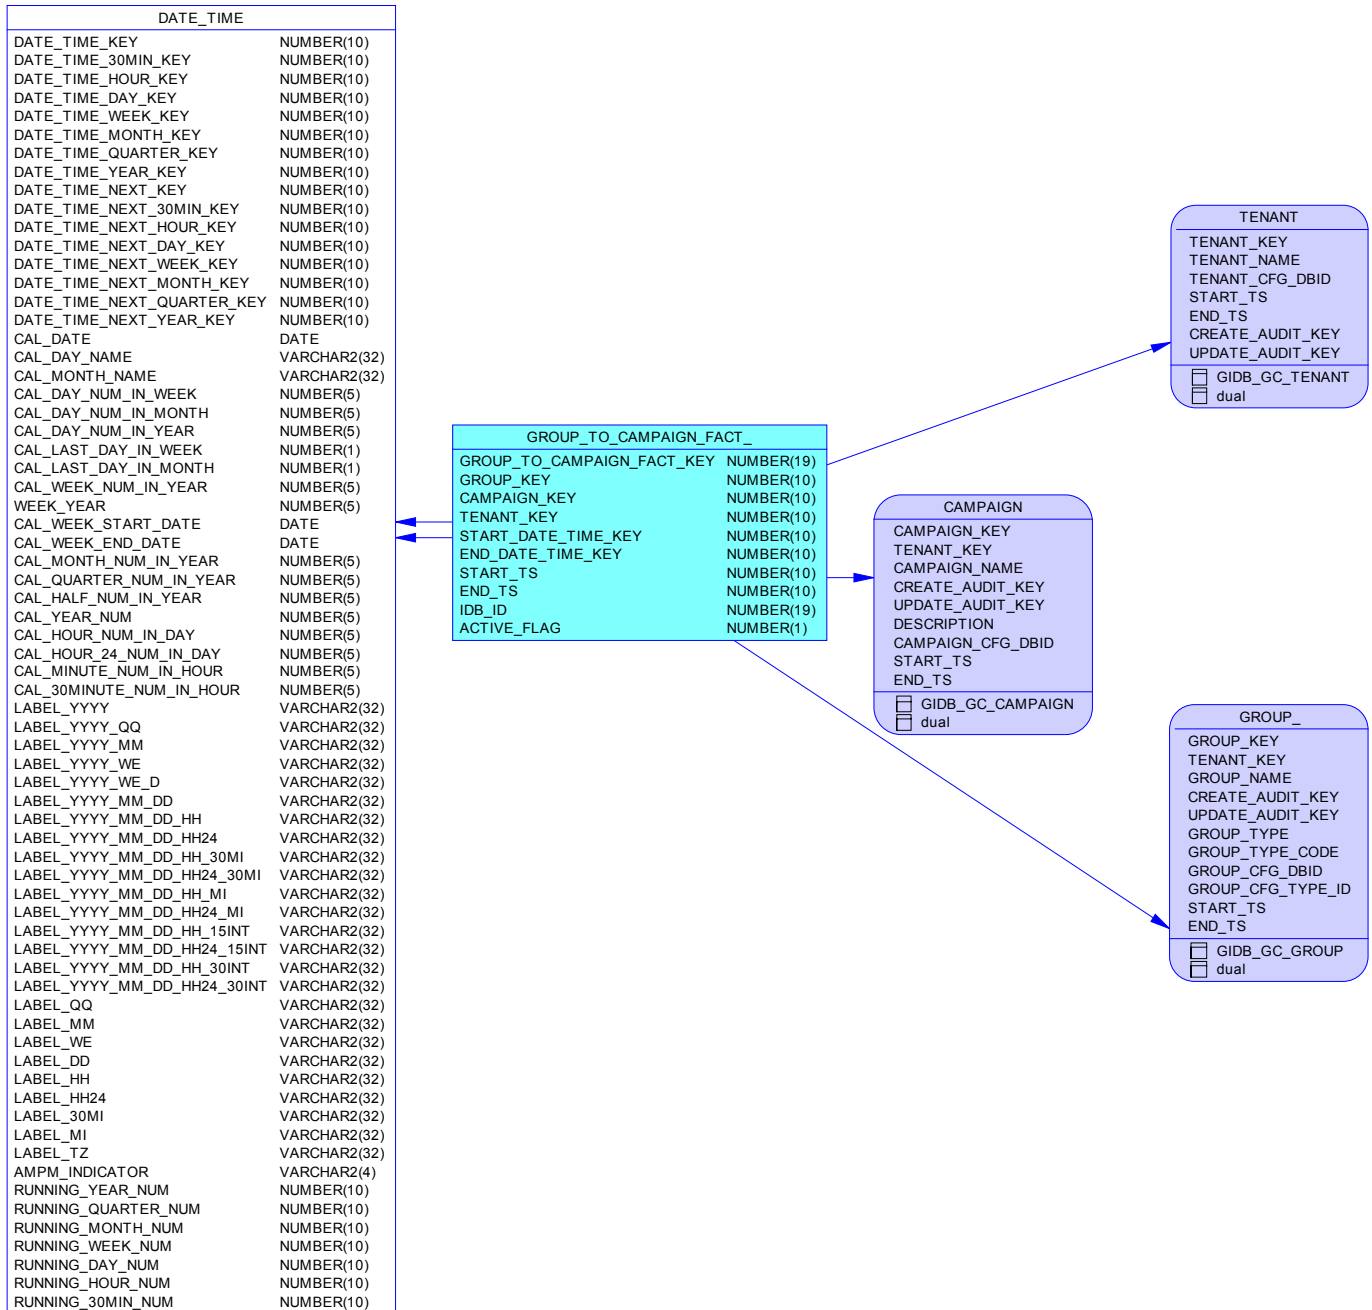 DATE_TIME
DATE_TIME_KEY NUMBER(10)
DATE_TIME_30MIN_KEY NUMBER(10)
DATE_TIME_HOUR_KEY NUMBER(10)
DATE_TIME_DAY_KEY NUMBER(10)
DATE_TIME_WEEK_KEY NUMBER(10)
DATE_TIME_MONTH_KEY NUMBER(10)
DATE_TIME_QUARTER_KEY NUMBER(10)
DATE_TIME_YEAR_KEY NUMBER(10)
DATE_TIME_NEXT_KEY NUMBER(10)
DATE_TIME_NEXT_30MIN_KEY NUMBER(10)
DATE_TIME_NEXT_HOUR_KEY NUMBER(10)
DATE_TIME_NEXT_DAY_KEY NUMBER(10)
DATE_TIME_NEXT_WEEK_KEY NUMBER(10)
DATE_TIME_NEXT_MONTH_KEY NUMBER(10)
DATE_TIME_NEXT_QUARTER_KEY NUMBER(10)
DATE_TIME_NEXT_YEAR_KEY NUMBER(10)
CAL_DATE DATE
CAL_DAY_NAME VARCHAR2(32)
CAL_MONTH_NAME VARCHAR2(32)
CAL_DAY_NUM_IN_WEEK NUMBER(5)
CAL_DAY_NUM_IN_MONTH NUMBER(5)
CAL_DAY_NUM_IN_YEAR NUMBER(5)
CAL_LAST_DAY_IN_WEEK NUMBER(1)
CAL_LAST_DAY_IN_MONTH NUMBER(1)
CAL_WEEK_NUM_IN_YEAR NUMBER(5)
WEEK_YEAR NUMBER(5)
CAL_WEEK_START_DATE DATE
CAL_WEEK_END_DATE DATE
CAL_MONTH_NUM_IN_YEAR NUMBER(5)
CAL_QUARTER_NUM_IN_YEAR NUMBER(5)
CAL_HALF_NUM_IN_YEAR NUMBER(5)
CAL_YEAR_NUM NUMBER(5)
CAL_HOUR_NUM_IN_DAY NUMBER(5)
CAL_HOUR_24_NUM_IN_DAY NUMBER(5)
CAL_MINUTE_NUM_IN_HOUR NUMBER(5)
CAL_30MINUTE_NUM_IN_HOUR NUMBER(5)
LABEL_YYYY VARCHAR2(32)
LABEL_YYYY_QQ VARCHAR2(32)
LABEL_YYYY_MM VARCHAR2(32)
LABEL_YYYY_WE VARCHAR2(32)
LABEL_YYYY_WE_D VARCHAR2(32)
LABEL_YYYY_MM_DD VARCHAR2(32)
LABEL_YYYY_MM_DD_HH VARCHAR2(32)
LABEL_YYYY_MM_DD_HH24 VARCHAR2(32)
LABEL_YYYY_MM_DD_HH_30MI VARCHAR2(32)
LABEL_YYYY_MM_DD_HH24_30MI VARCHAR2(32)
LABEL_YYYY_MM_DD_HH_MI VARCHAR2(32)
LABEL_YYYY_MM_DD_HH24_MI VARCHAR2(32)
LABEL_YYYY_MM_DD_HH_15INT VARCHAR2(32)
LABEL_YYYY_MM_DD_HH24_15INT VARCHAR2(32)
LABEL_YYYY_MM_DD_HH_30INT VARCHAR2(32)
LABEL_YYYY_MM_DD_HH24_30INT VARCHAR2(32)
LABEL_QQ VARCHAR2(32)
LABEL_MM VARCHAR2(32)
LABEL_WE VARCHAR2(32)
LABEL_DD VARCHAR2(32)
LABEL_HH VARCHAR2(32)
LABEL_HH24 VARCHAR2(32)
LABEL_30MI VARCHAR2(32)
LABEL_MI VARCHAR2(32)
LABEL_TZ VARCHAR2(32)
AMPM_INDICATOR VARCHAR2(4)
RUNNING_YEAR_NUM NUMBER(10)
RUNNING_QUARTER_NUM NUMBER(10)
RUNNING_MONTH_NUM NUMBER(10)
RUNNING_WEEK_NUM NUMBER(10)
RUNNING_DAY_NUM NUMBER(10)
RUNNING_HOUR_NUM NUMBER(10)
RUNNING_30MIN_NUM NUMBER(10)
GROUP_TO_CAMPAIGN_FACT_
GROUP_TO_CAMPAIGN_FACT_KEY NUMBER(19)
GROUP_KEY NUMBER(10)
CAMPAIGN_KEY NUMBER(10)
TENANT_KEY NUMBER(10)
START_DATE_TIME_KEY NUMBER(10)
END_DATE_TIME_KEY NUMBER(10)
START_TS NUMBER(10)
END_TS NUMBER(10)
IDB_ID NUMBER(19)
ACTIVE_FLAG NUMBER(1)
TENANT
TENANT_KEY
TENANT_NAME
TENANT_CFG_DBID
START_TS
END_TS
CREATE_AUDIT_KEY
UPDATE_AUDIT_KEY
GIDB_GC_TENANT
dual
CAMPAIGN
CAMPAIGN_KEY
TENANT_KEY
CAMPAIGN_NAME
CREATE_AUDIT_KEY
UPDATE_AUDIT_KEY
DESCRIPTION
CAMPAIGN_CFG_DBID
START_TS
END_TS
GIDB_GC_CAMPAIGN
dual
GROUP_
GROUP_KEY
TENANT_KEY
GROUP_NAME
CREATE_AUDIT_KEY
UPDATE_AUDIT_KEY
GROUP_TYPE
GROUP_TYPE_CODE
GROUP_CFG_DBID
GROUP_CFG_TYPE_ID
START_TS
END_TS
GIDB_GC_GROUP
dual